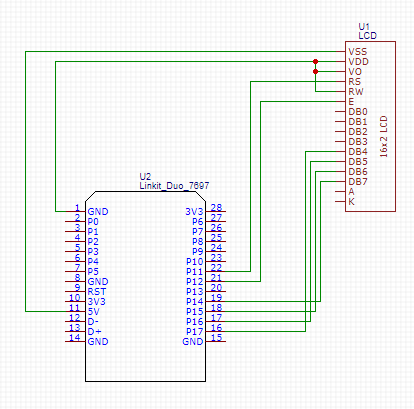 U1
LCD
VSS
VDD
VO
RS
RW
E
DB0
DB1
DB2
DB3
DB4
DB5
DB6
DB7
A
K
16x2 LCD
U2
Linkit_Duo_7697
1 GND 3V3 28
2 P0 P6 27
3 P1 P7 26
4 P2 P8 25
5 P3 P9 24
6 P4 P10 23
7 P5 P11 22
8 GND P12 21
9 RST P13 20
10 3V3 P14 19
11 5V P15 18
12 D- P16 17
13 D+ P17 16
14 GND GND 15